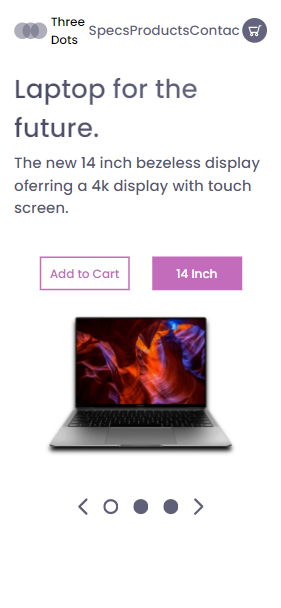 Three
Dots
SpecsProductsContac
Laptop for the
future.
The new 14 inch bezeless display
oferring a 4k display with touch
screen.
Add to Cart
14 Inch